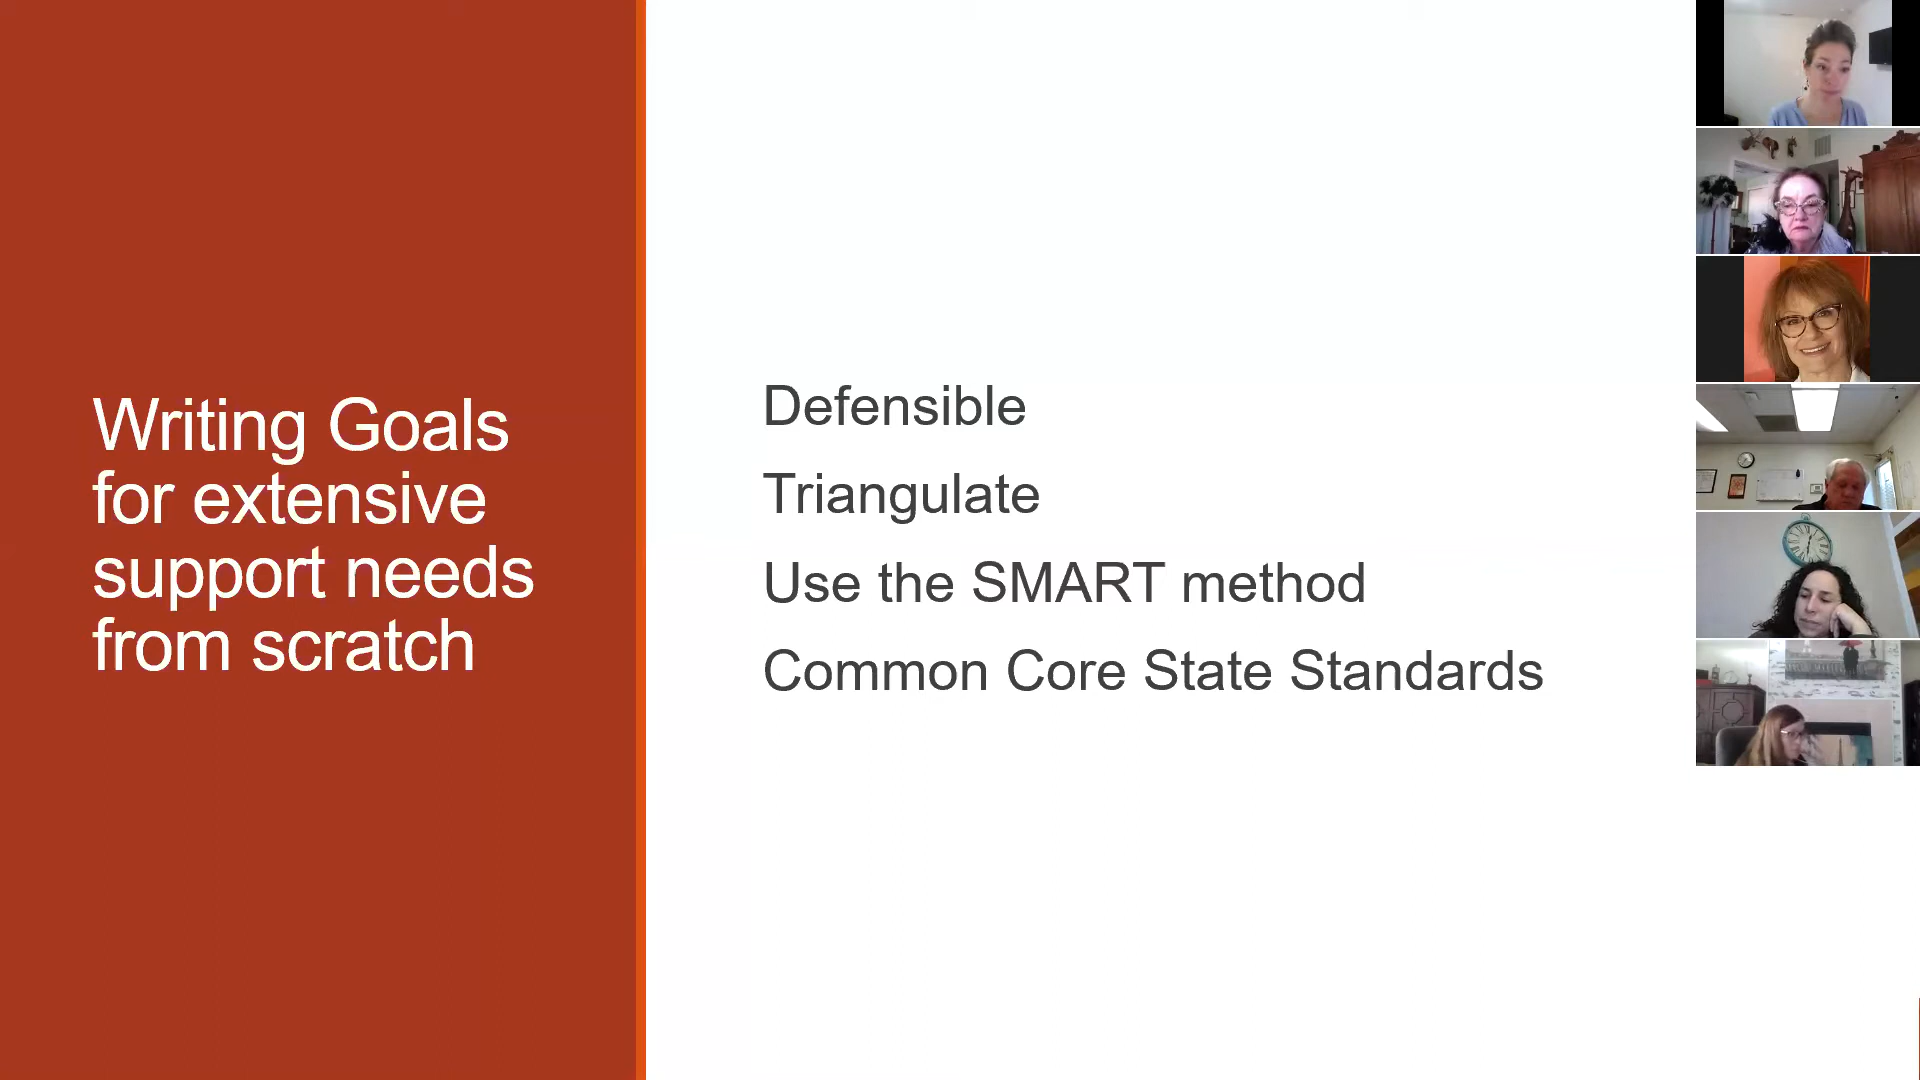 Writing Goals
for extensive
support needs
from scratch
Defensible
Triangulate
Use the SMART method
Common Core State Standards